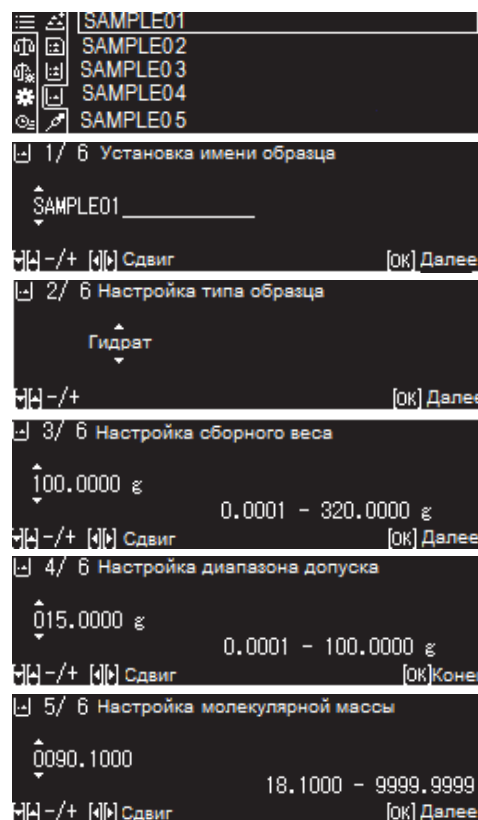 SAMPLE01
SAMPLE02
SAMPLE03
SAMPLE04
SAMPLE05
1/ 6 Установка имени образца
SAMPLE01
-/+ Сдвиг [OK] Далее
2/ 6 Настройка типа образца
Гидрат
-/+ [OK] Далее
3/ 6 Настройка сборного веса
100.0000 g
0.0001 - 320.0000 g
-/+ Сдвиг [OK] Далее
4/ 6 Настройка диапазона допуска
015.0000 g
0.0001 - 100.0000 g
-/+ Сдвиг [OK]Конец
5/ 6 Настройка молекулярной массы
0090.1000
18.1000 - 9999.9999
-/+ Сдвиг [OK] Далее